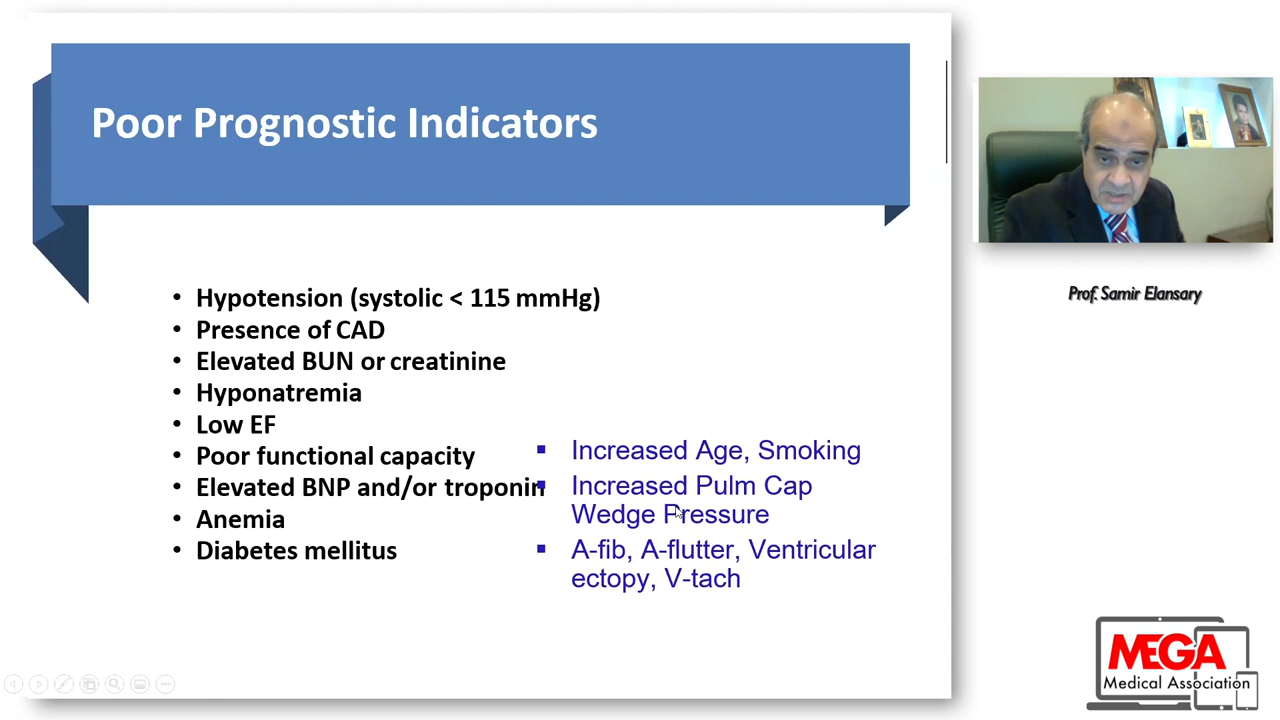 Poor Prognostic Indicators
• Hypotension (systolic < 115 mmHg)
• Presence of CAD
• Elevated BUN or creatinine
• Hyponatremia
• Low EF
• Poor functional capacity
• Elevated BNP and/or troponin
• Anemia
• Diabetes mellitus
▪ Increased Age, Smoking
▪ Increased Pulm Cap
Wedge Pressure
▪ A-fib, A-flutter, Ventricular
ectopy, V-tach
Prof. Samir Elansary
MEGA
Medical Association